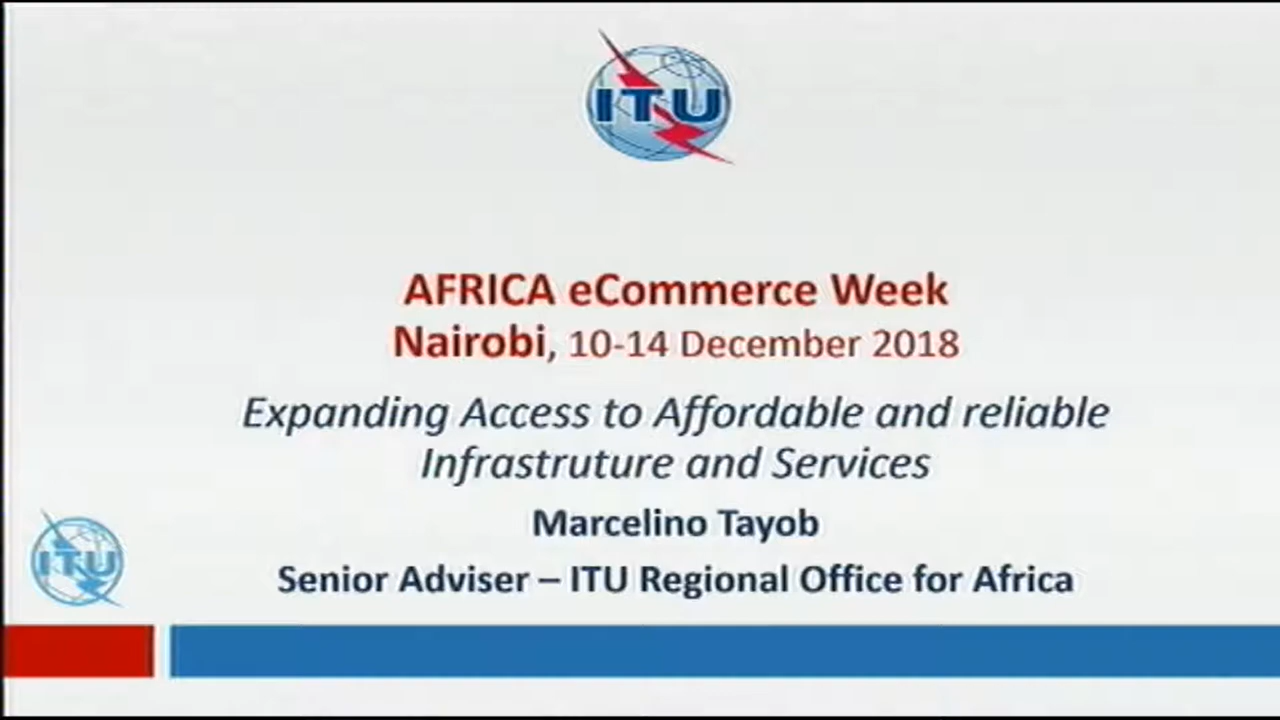 ITU
AFRICA eCommerce Week
Nairobi, 10-14 December 2018
Expanding Access to Affordable and reliable
Infrastruture and Services
Marcelino Tayob
ITU
Senior Adviser – ITU Regional Office for Africa